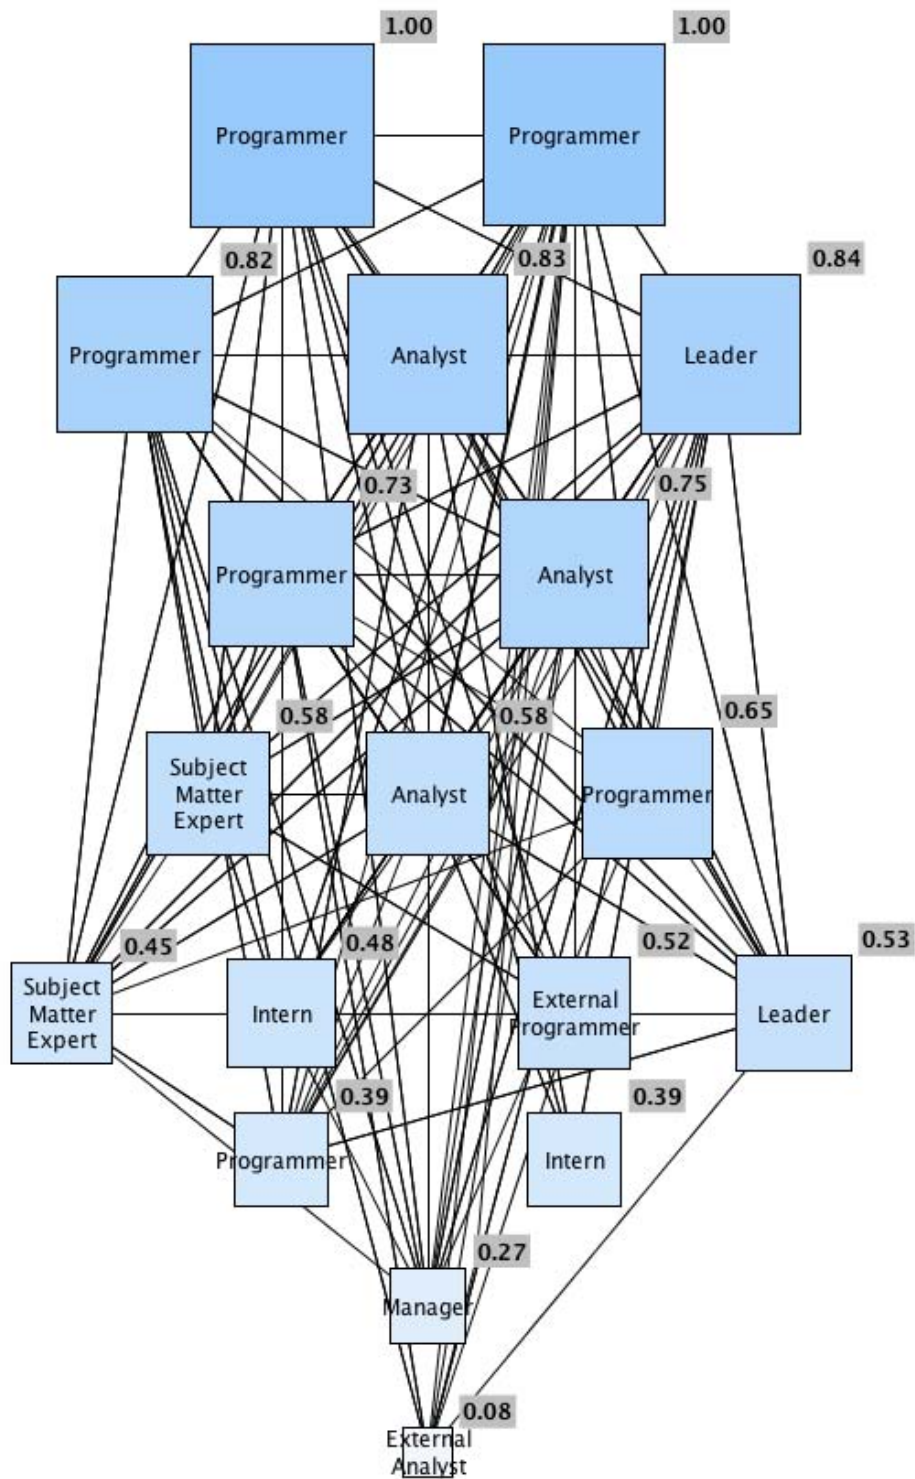 1.00
1.00
Programmer
Programmer
0.82
0.83
0.84
Programmer
Analyst
Leader
0.73
0.75
Programmer
Analyst
0.58
0.58
0.65
Subject
Matter
Expert
Analyst
Programmer
0.45
0.48
0.52
0.53
Subject
Matter
Expert
Intern
External
Programmer
Leader
0.39
0.39
Programmer
Intern
0.27
Manager
0.08
External
Analyst